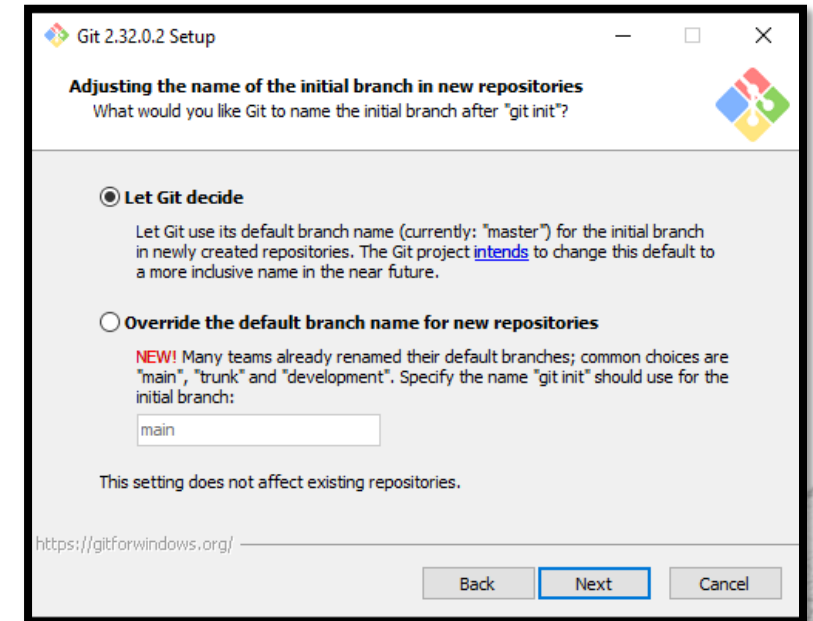 Git 2.32.0.2 Setup
Adjusting the name of the initial branch in new repositories
What would you like Git to name the initial branch after "git init"?
Let Git decide
Let Git use its default branch name (currently: "master") for the initial branch
in newly created repositories. The Git project intends to change this default to
a more inclusive name in the near future.
Override the default branch name for new repositories
NEW! Many teams already renamed their default branches; common choices are
"main", "trunk" and "development". Specify the name "git init" should use for the
initial branch:
main
This setting does not affect existing repositories.
https://gitforwindows.org/
Back Next Cancel